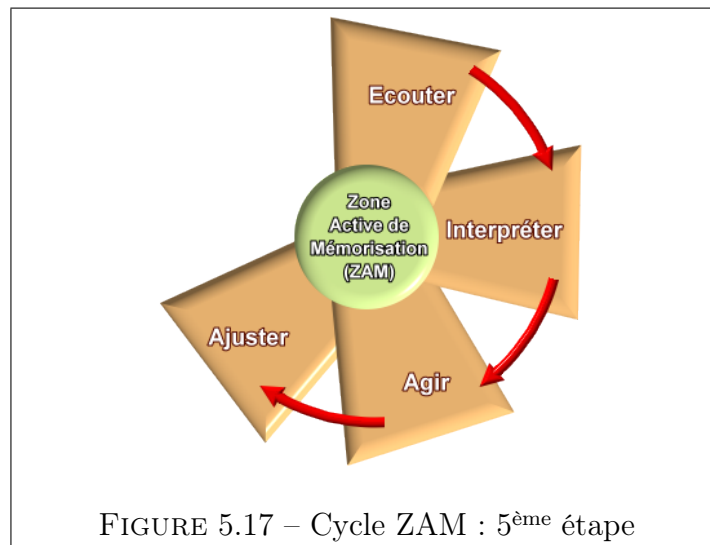 Ecouter
Zone
Active de
Mémorisation
(ZAM)
Interpréter
Ajuster
Agir
FIGURE 5.17 – Cycle ZAM : 5ème étape